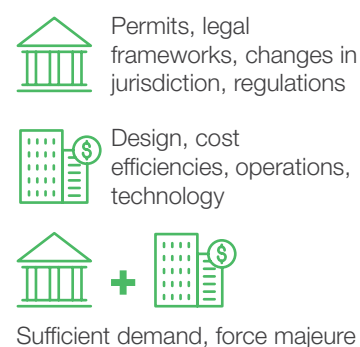 Permits, legal
frameworks, changes in
jurisdiction, regulations
$
Design, cost
efficiencies, operations,
technology
$
Sufficient demand, force majeure